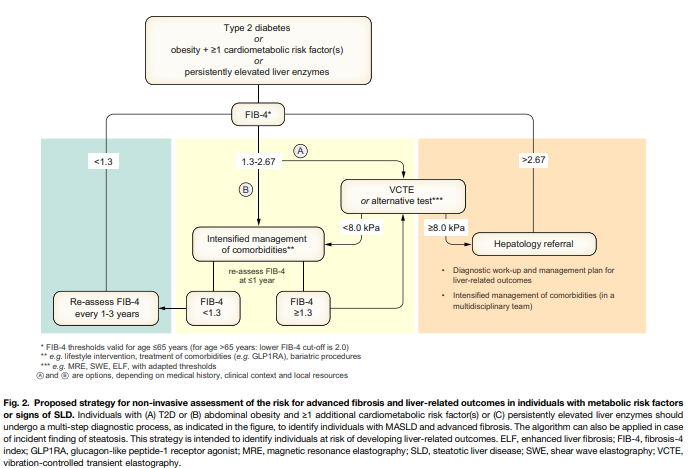 Type 2 diabetes
or
obesity + ≥1 cardiometabolic risk factor(s)
or
persistently elevated liver enzymes
FIB-4*
<1.3
1.3-2.67
A
>2.67
B
VCTE
or alternative test***
<8.0 kPa
≥8.0 kPa
Intensified management
of comorbidities**
Hepatology referral
re-assess FIB-4
at ≤1 year
• Diagnostic work-up and management plan for
liver-related outcomes
• Intensified management of comorbidities (in a
multidisciplinary team)
Re-assess FIB-4
every 1-3 years
FIB-4
<1.3
FIB-4
≥1.3
* FIB-4 thresholds valid for age ≤65 years (for age >65 years: lower FIB-4 cut-off is 2.0)
** e.g. lifestyle intervention, treatment of comorbidities (e.g. GLP1RA), bariatric procedures
*** e.g. MRE, SWE, ELF, with adapted thresholds
A and B are options, depending on medical history, clinical context and local resources
Fig. 2. Proposed strategy for non-invasive assessment of the risk for advanced fibrosis and liver-related outcomes in individuals with metabolic risk factors
or signs of SLD. Individuals with (A) T2D or (B) abdominal obesity and ≥1 additional cardiometabolic risk factor(s) or (C) persistently elevated liver enzymes should
undergo a multi-step diagnostic process, as indicated in the figure, to identify individuals with MASLD and advanced fibrosis. The algorithm can also be applied in case
of incident finding of steatosis. This strategy is intended to identify individuals at risk of developing liver-related outcomes. ELF, enhanced liver fibrosis; FIB-4, fibrosis-4
index; GLP1RA, glucagon-like peptide-1 receptor agonist; MRE, magnetic resonance elastography; SLD, steatotic liver disease; SWE, shear wave elastography; VCTE,
vibration-controlled transient elastography.